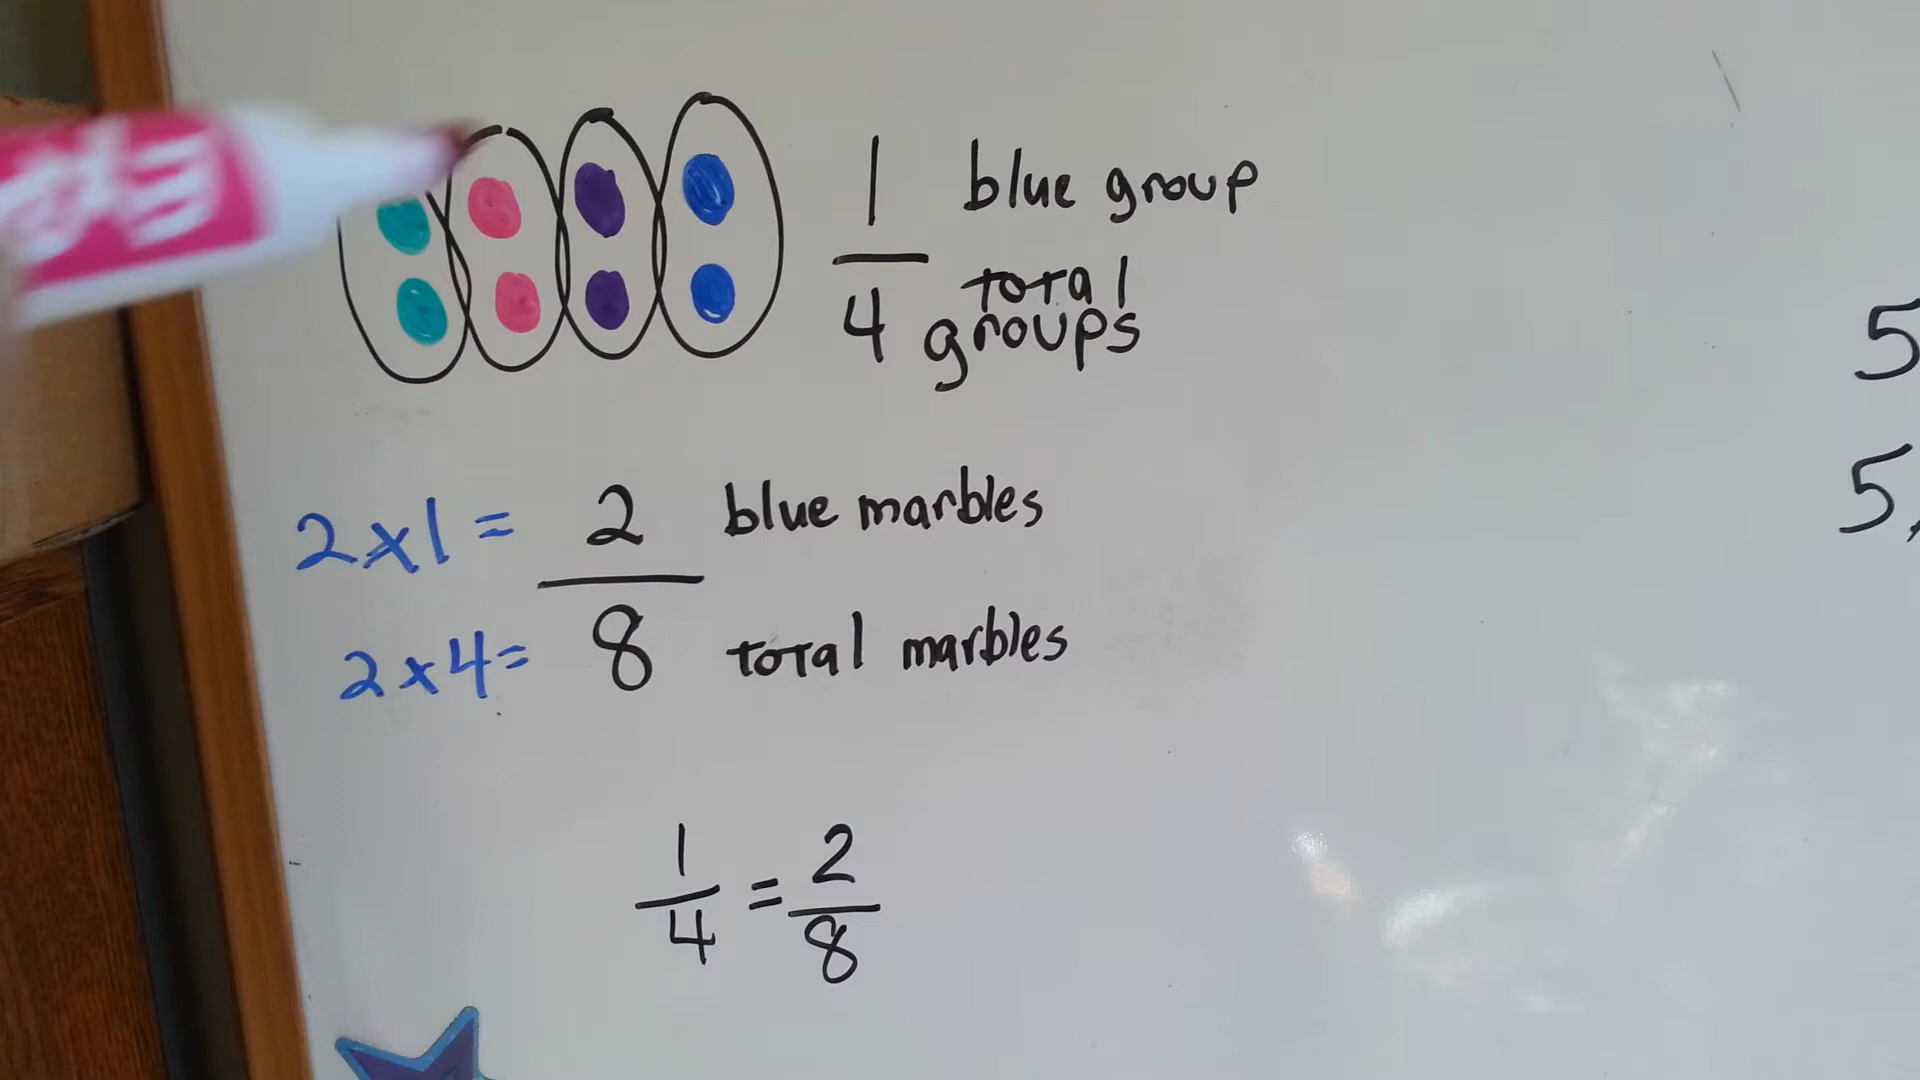 1 blue group
4 total
groups
2x1= 2 blue marbles
2x4= 8 total marbles
1/4 = 2/8
5
5,